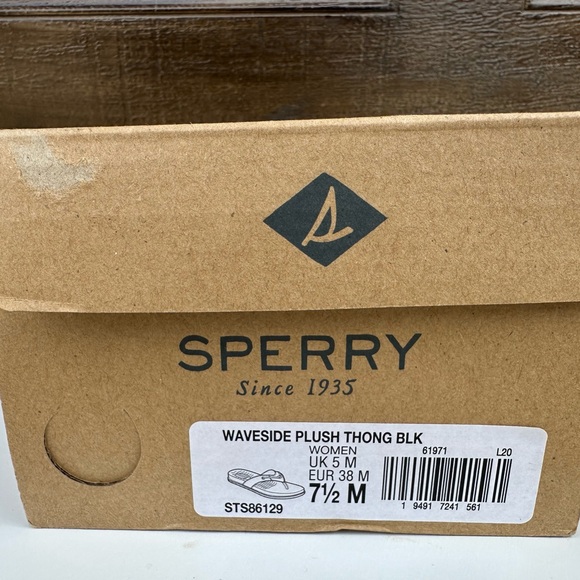 SPERRY
Since 1935
WAVESIDE PLUSH THONG BLK
WOMEN 61971 L20
UK 5 M
EUR 38 M
7½ M
STS86129 1 9491 7241 561